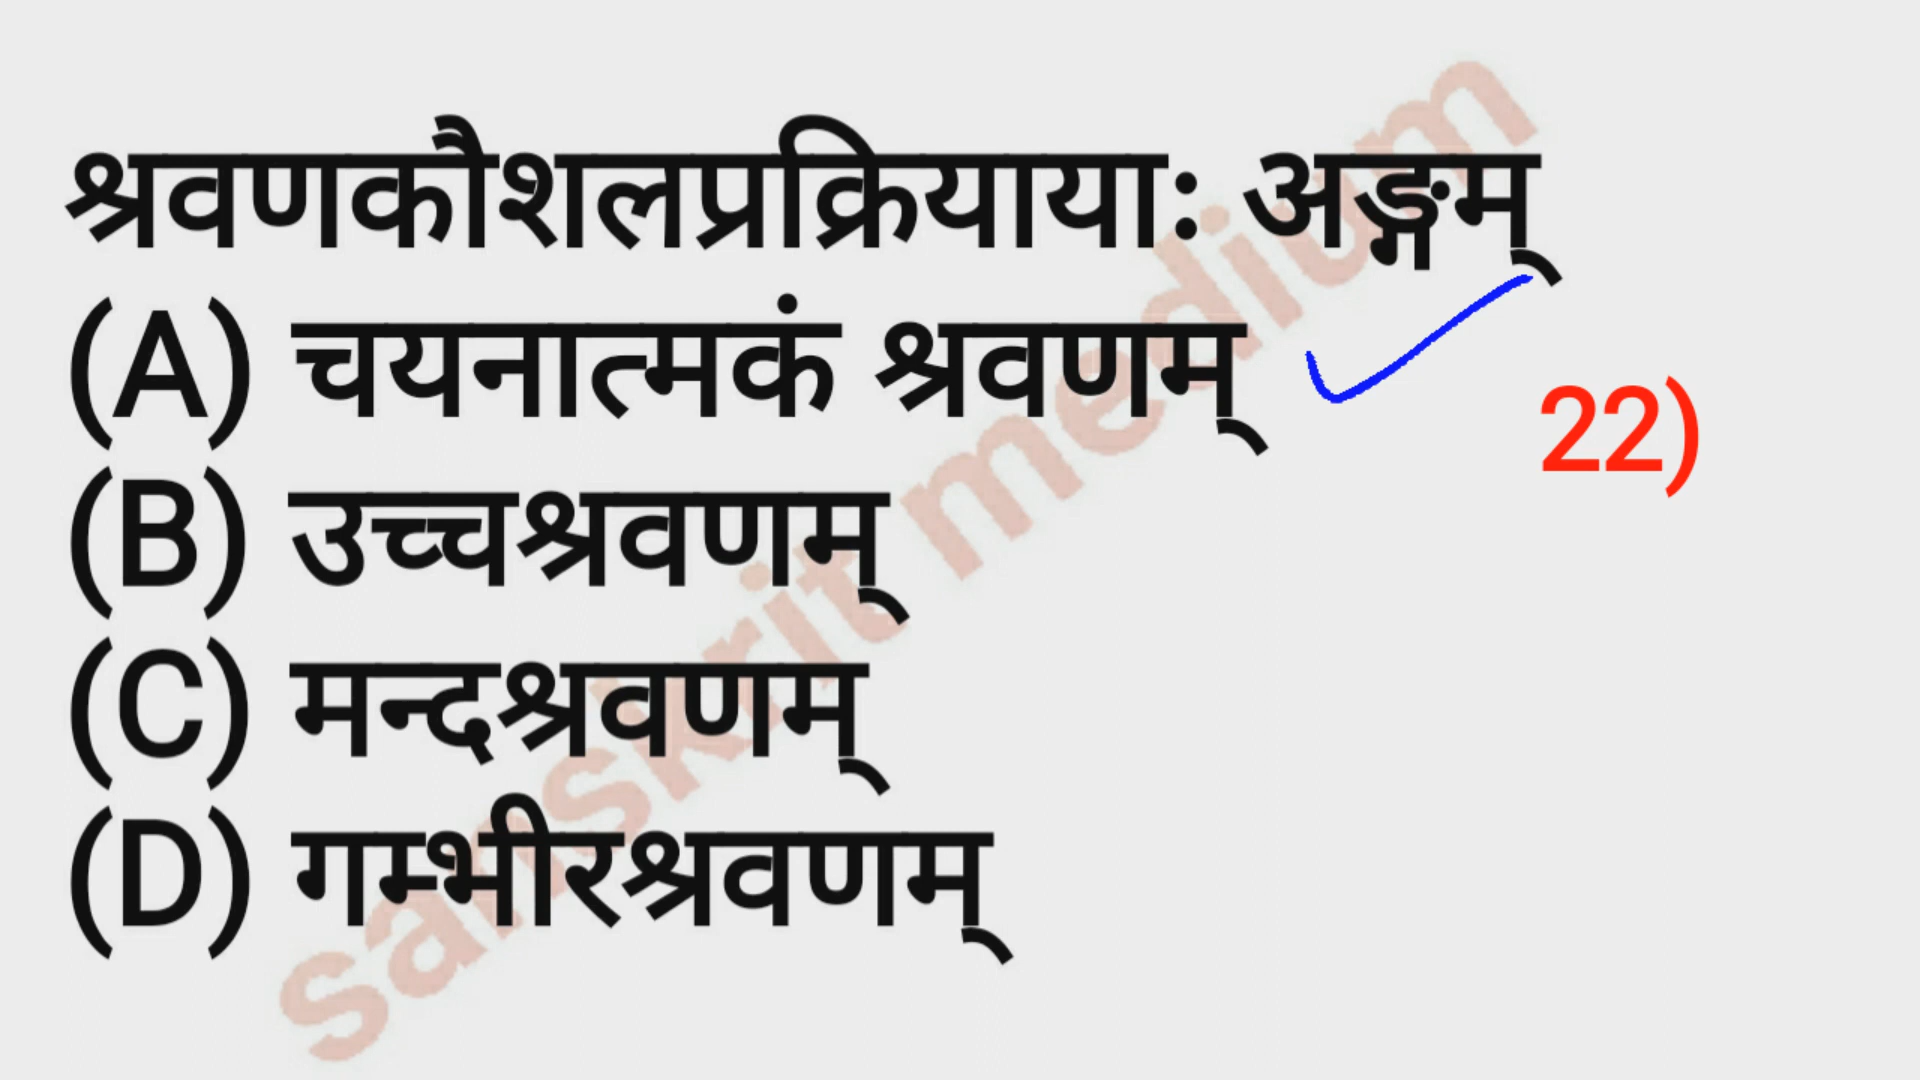 श्रवणकौशलप्रक्रियायाः अङ्गम्
(A) चयनात्मकं श्रवणम्
22)
(B) उच्चश्रवणम्
(C) मन्दश्रवणम्
(D) गम्भीरश्रवणम्
sanskrit medium